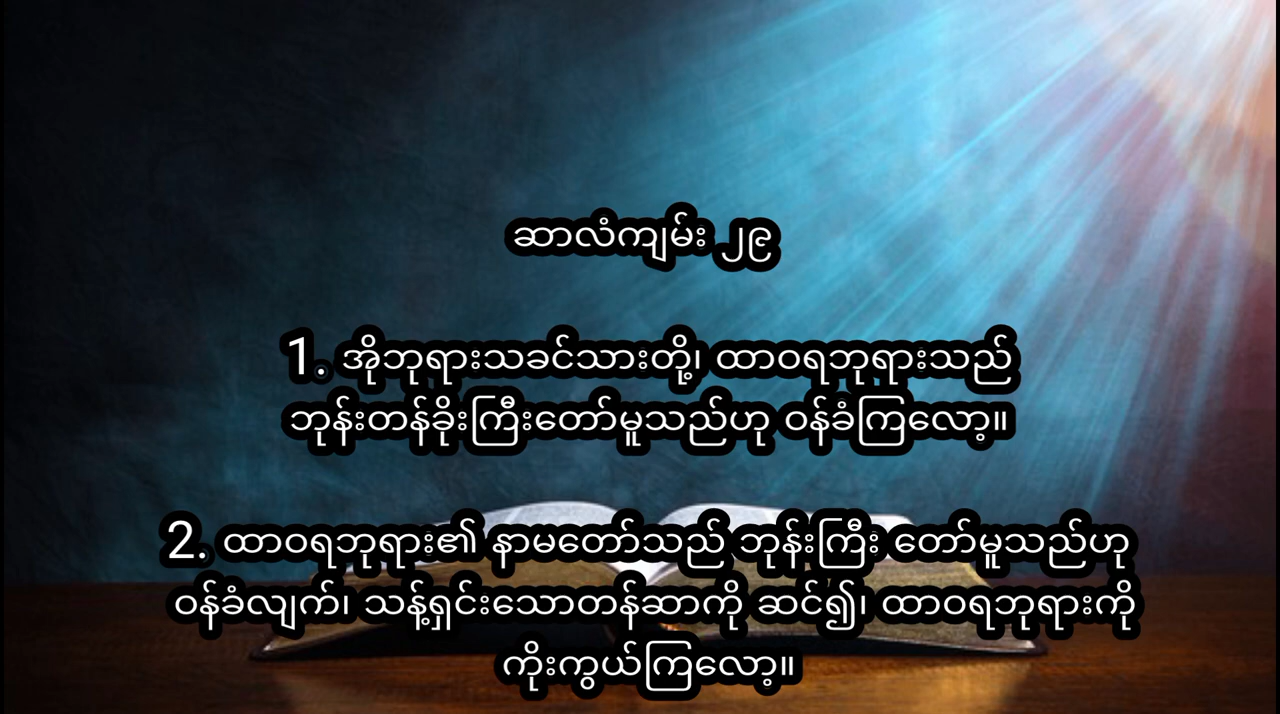 ဆာလံကျမ်း ၂၉
1. အိုဘုရားသခင်သားတို့၊ ထာဝရဘုရားသည်
ဘုန်းတန်ခိုးကြီးတော်မူသည်ဟု ဝန်ခံကြလော့။
2. ထာဝရဘုရား၏ နာမတော်သည် ဘုန်းကြီး တော်မူသည်ဟု
ဝန်ခံလျက်၊ သန့်ရှင်းသောတန်ဆာကို ဆင်၍၊ ထာဝရဘုရားကို
ကိုးကွယ်ကြလော့။